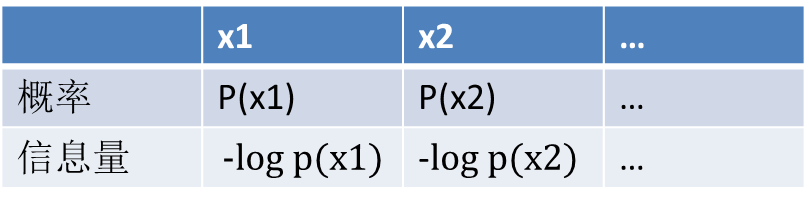 x1 x2 ...
概率 P(x1) P(x2) ...
信息量 -log p(x1) -log p(x2) ...